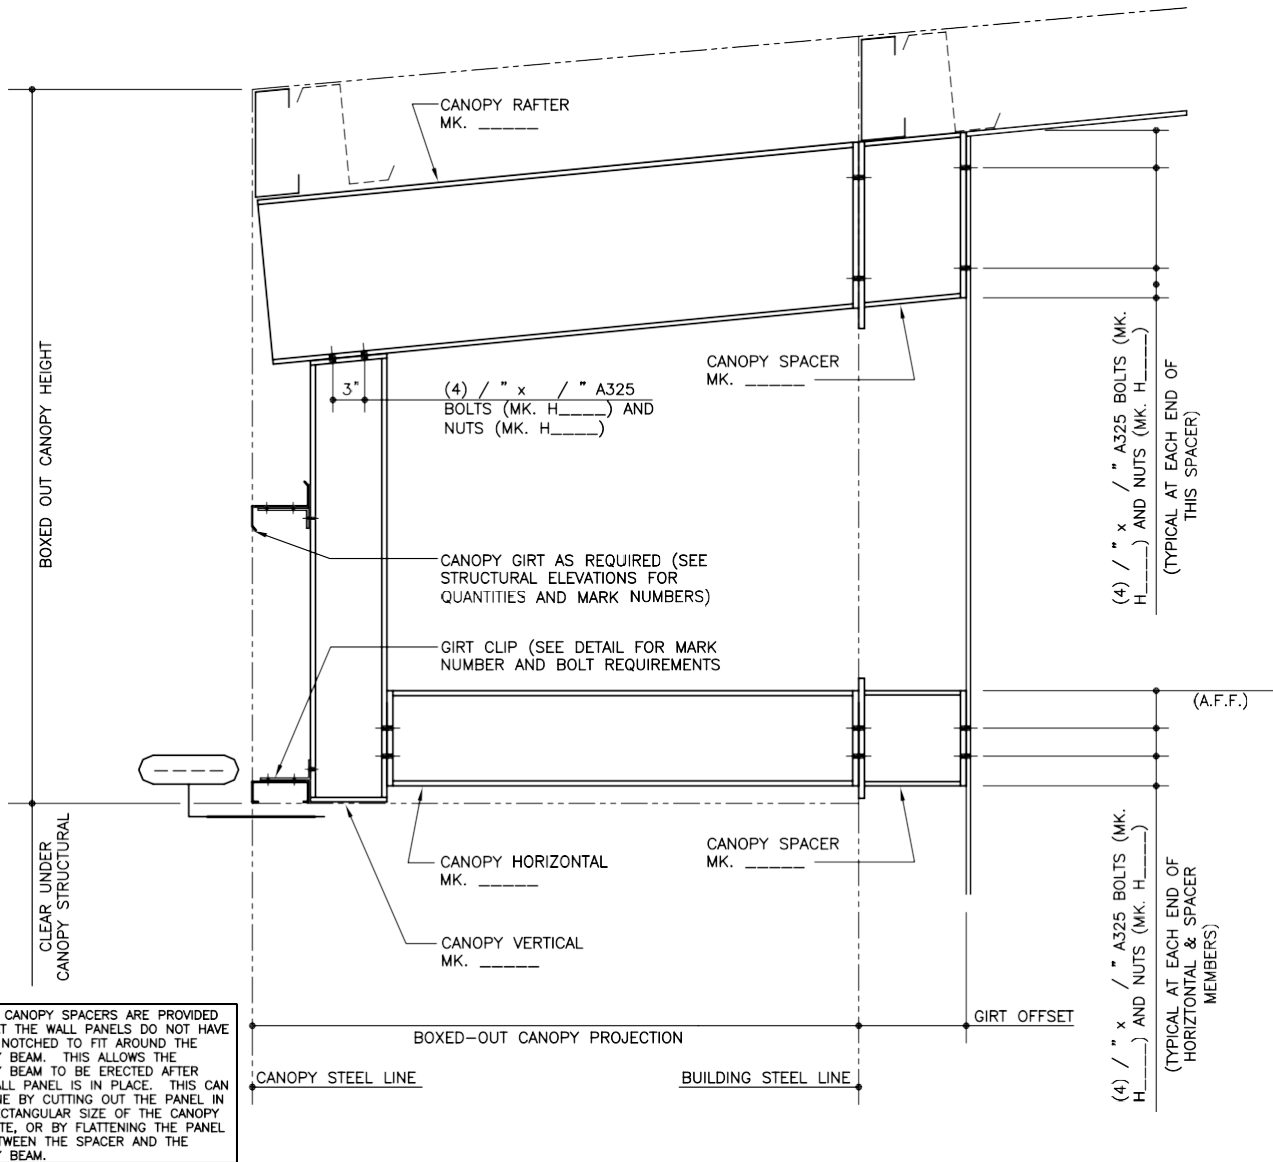 CANOPY RAFTER
MK. _____
BOXED OUT CANOPY HEIGHT
3"
(4) / " x / " A325
BOLTS (MK. H____) AND
NUTS (MK. H____)
CANOPY SPACER
MK. _____
(4) / " x / " A325 BOLTS (MK.
H____) AND NUTS (MK. H____)
(TYPICAL AT EACH END OF
THIS SPACER)
CANOPY GIRT AS REQUIRED (SEE
STRUCTURAL ELEVATIONS FOR
QUANTITIES AND MARK NUMBERS)
GIRT CLIP (SEE DETAIL FOR MARK
NUMBER AND BOLT REQUIREMENTS
(A.F.F.)
CLEAR UNDER
CANOPY STRUCTURAL
CANOPY HORIZONTAL
MK. _____
CANOPY SPACER
MK. _____
CANOPY VERTICAL
MK. _____
(4) / " x / " A325 BOLTS (MK.
H____) AND NUTS (MK. H____)
(TYPICAL AT EACH END OF
HORIZTONTAL & SPACER
MEMBERS)
GIRT OFFSET
BOXED-OUT CANOPY PROJECTION
CANOPY STEEL LINE
BUILDING STEEL LINE
CANOPY SPACERS ARE PROVIDED
T THE WALL PANELS DO NOT HAVE
NOTCHED TO FIT AROUND THE
Y BEAM. THIS ALLOWS THE
Y BEAM TO BE ERECTED AFTER
ALL PANEL IS IN PLACE. THIS CAN
NE BY CUTTING OUT THE PANEL IN
ECTANGULAR SIZE OF THE CANOPY
TE, OR BY FLATTENING THE PANEL
TWEEN THE SPACER AND THE
Y BEAM.